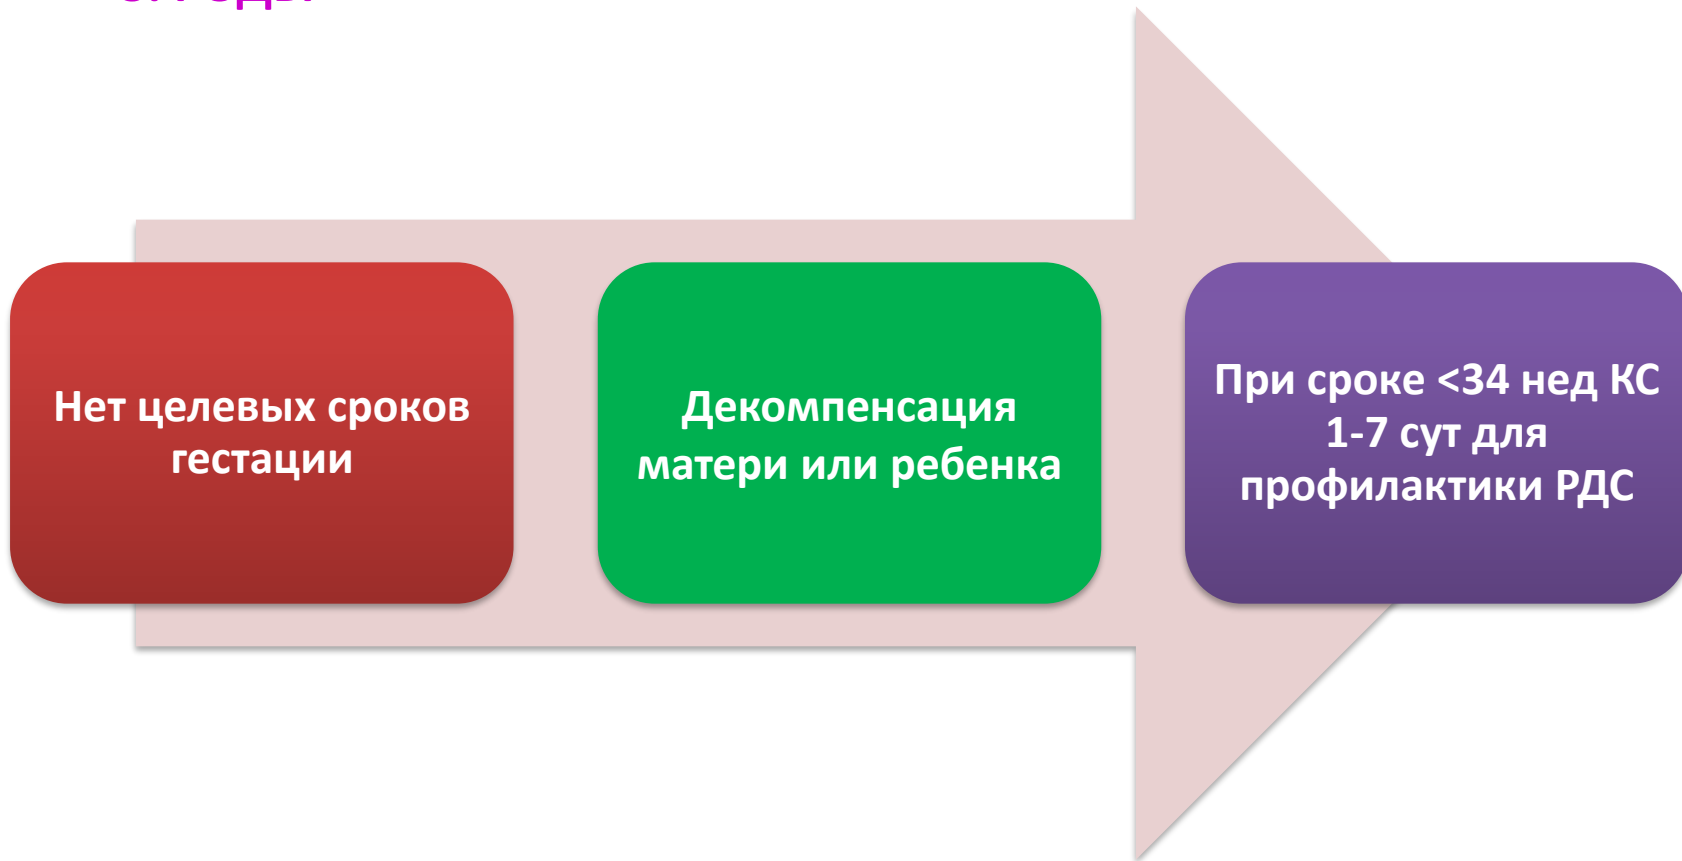 Нет целевых сроков
гестации
Декомпенсация
матери или ребенка
При сроке <34 нед КС
1-7 сут для
профилактики РДС